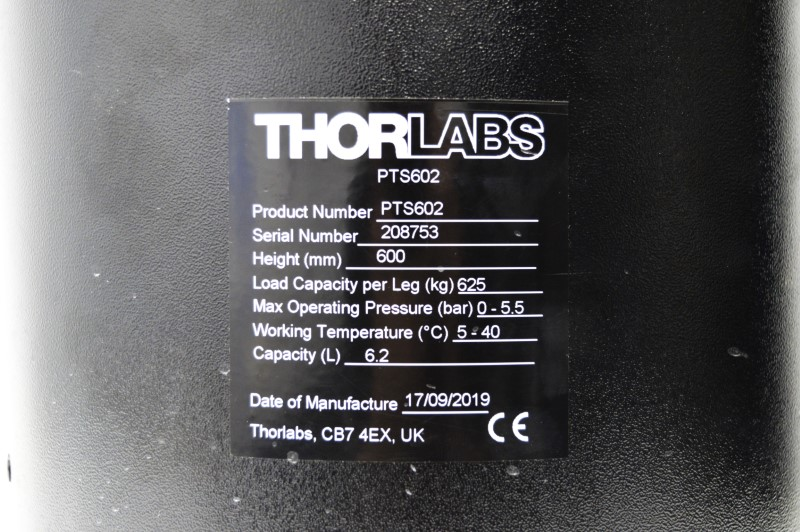 THORLABS
PTS602
Product Number PTS602
Serial Number 208753
Height (mm) 600
Load Capacity per Leg (kg) 625
Max Operating Pressure (bar) 0 - 5.5
Working Temperature (°C) 5 - 40
Capacity (L) 6.2
Date of Manufacture 17/09/2019
Thorlabs, CB7 4EX, UK CE